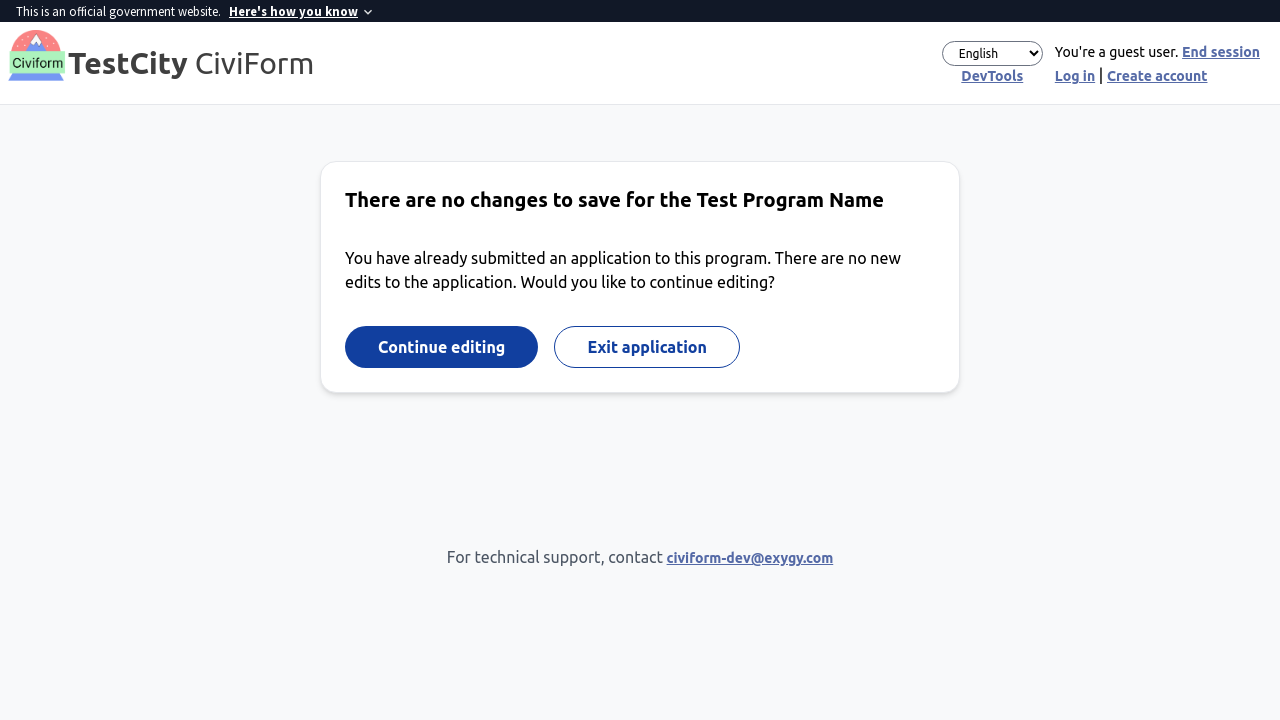 This is an official government website. Here's how you know
Civiform
TestCity CiviForm
English
You're a guest user. End session
DevTools
Log in | Create account
There are no changes to save for the Test Program Name
You have already submitted an application to this program. There are no new
edits to the application. Would you like to continue editing?
Continue editing
Exit application
For technical support, contact civiform-dev@exygy.com